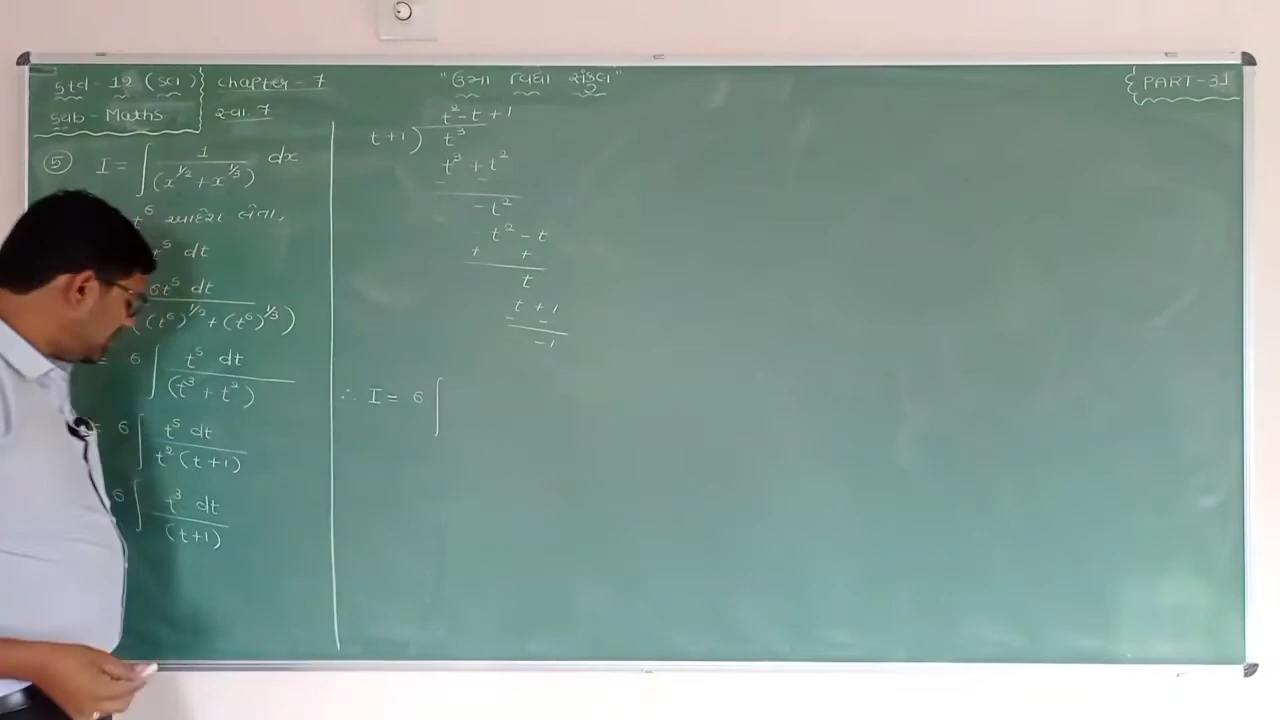 Std - 12 (Sci)
Sub - Maths
Chapter - 7
સ્વા. 7
"ઉમા વિદ્યા સંકુલ"
PART-31
⑤ I = ∫ 1/(x^1/2 + x^1/3) dx
t^6 આદેશ લેતા,
t^5 dt
6t^5 dt/((t^6)^1/2 + (t^6)^1/3)
= 6 ∫ t^5 dt/(t^3 + t^2)
= 6 ∫ t^5 dt/t^2 (t+1)
6 ∫ t^3 dt/(t+1)
t^2 - t + 1
t+1 ) t^3
t^3 + t^2
- -
- t^2
- t^2 - t
+ +
t
t + 1
- -
-1
∴ I = 6 ∫